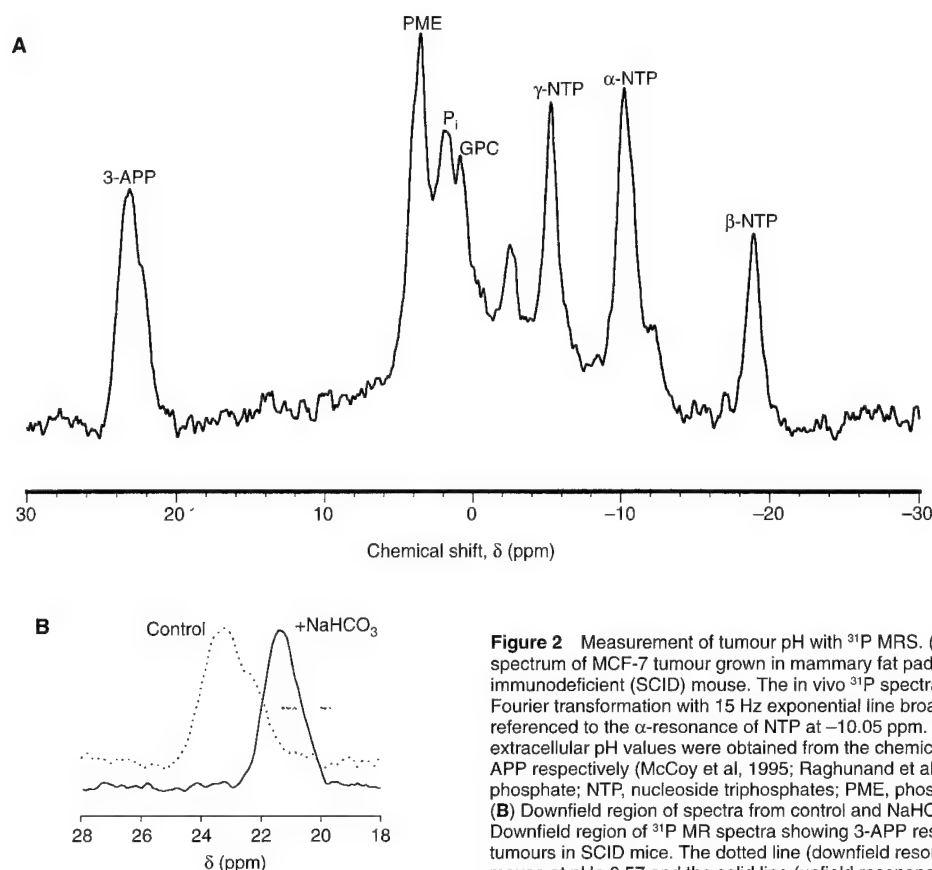 A
PME
Pi
GPC
γ-NTP
α-NTP
3-APP
β-NTP
30 20 10 0 –10 –20 –30
Chemical shift, δ (ppm)
B
Control
+NaHCO3
28 26 24 22 20 18
δ (ppm)
Figure 2 Measurement of tumour pH with 31P MRS. (
spectrum of MCF-7 tumour grown in mammary fat pad
immunodeficient (SCID) mouse. The in vivo 31P spectra
Fourier transformation with 15 Hz exponential line broa
referenced to the α-resonance of NTP at –10.05 ppm.
extracellular pH values were obtained from the chemic
APP respectively (McCoy et al, 1995; Raghunand et al
phosphate; NTP, nucleoside triphosphates; PME, phos
(B) Downfield region of spectra from control and NaHC
Downfield region of 31P MR spectra showing 3-APP res
tumours in SCID mice. The dotted line (downfield resor